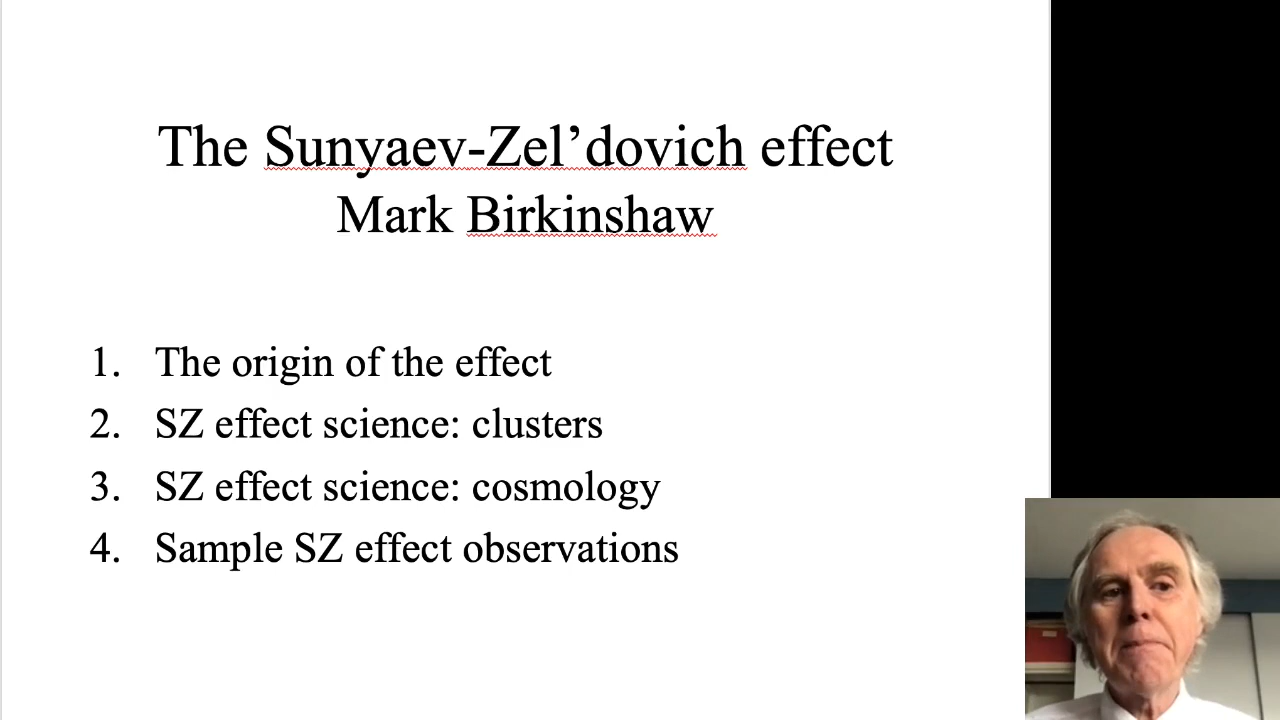 The Sunyaev-Zel’dovich effect
Mark Birkinshaw
1. The origin of the effect
2. SZ effect science: clusters
3. SZ effect science: cosmology
4. Sample SZ effect observations